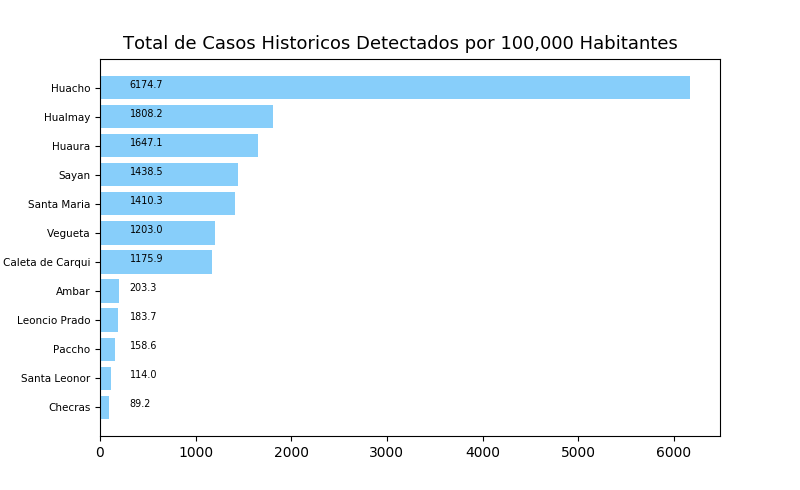 Total de Casos Historicos Detectados por 100,000 Habitantes
Huacho 6174.7
Hualmay 1808.2
Huaura 1647.1
Sayan 1438.5
Santa Maria 1410.3
Vegueta 1203.0
Caleta de Carqui 1175.9
Ambar 203.3
Leoncio Prado 183.7
Paccho 158.6
Santa Leonor 114.0
Checras 89.2
0 1000 2000 3000 4000 5000 6000